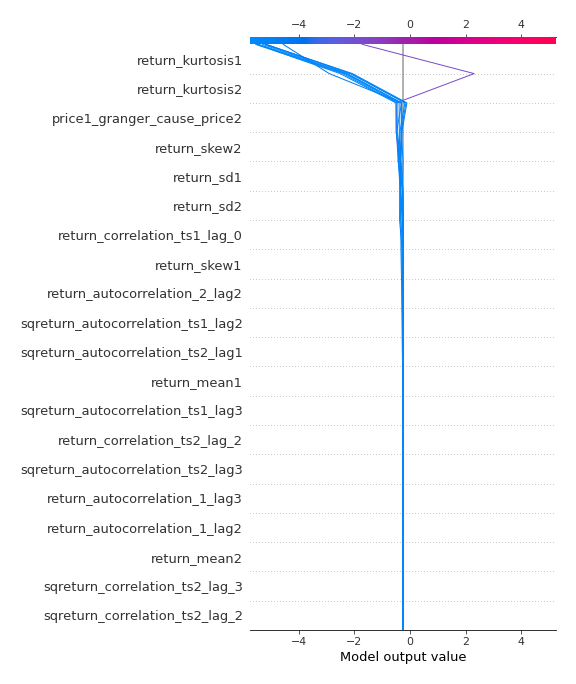 −4 −2 0 2 4
return_kurtosis1
return_kurtosis2
price1_granger_cause_price2
return_skew2
return_sd1
return_sd2
return_correlation_ts1_lag_0
return_skew1
return_autocorrelation_2_lag2
sqreturn_autocorrelation_ts1_lag2
sqreturn_autocorrelation_ts2_lag1
return_mean1
sqreturn_autocorrelation_ts1_lag3
return_correlation_ts2_lag_2
sqreturn_autocorrelation_ts2_lag3
return_autocorrelation_1_lag3
return_autocorrelation_1_lag2
return_mean2
sqreturn_correlation_ts2_lag_3
sqreturn_correlation_ts2_lag_2
−4 −2 0 2 4
Model output value